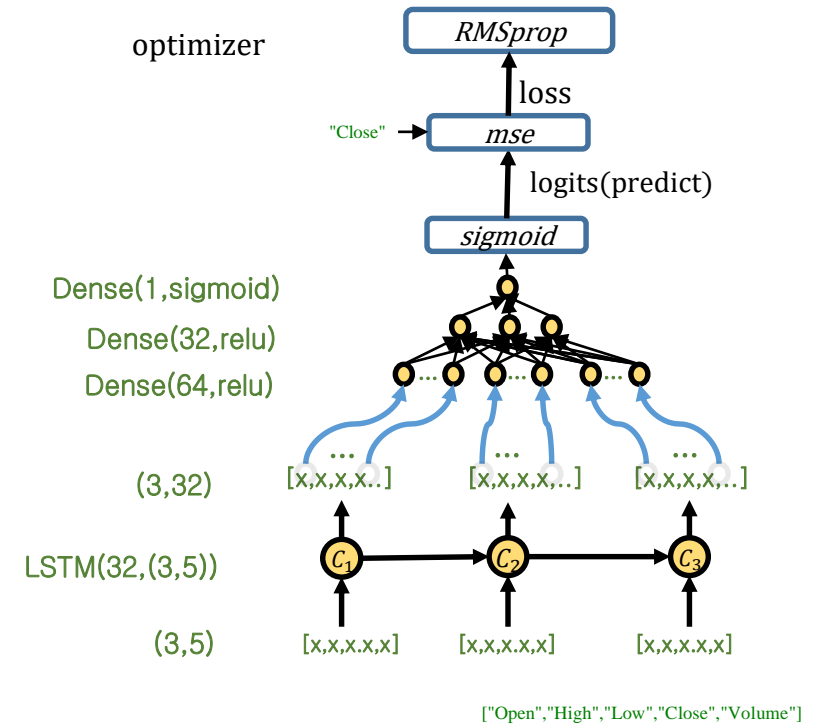 RMSprop
optimizer
loss
"Close"
mse
logits(predict)
sigmoid
Dense(1,sigmoid)
Dense(32,relu)
Dense(64,relu)
... ... ...
... ... ...
(3,32) [x,x,x,x..] [x,x,x,x,..] [x,x,x,x,..]
LSTM(32,(3,5)) C₁ C₂ C₃
(3,5) [x,x,x.x,x] [x,x,x.x,x] [x,x,x.x,x]
["Open","High","Low","Close","Volume"]